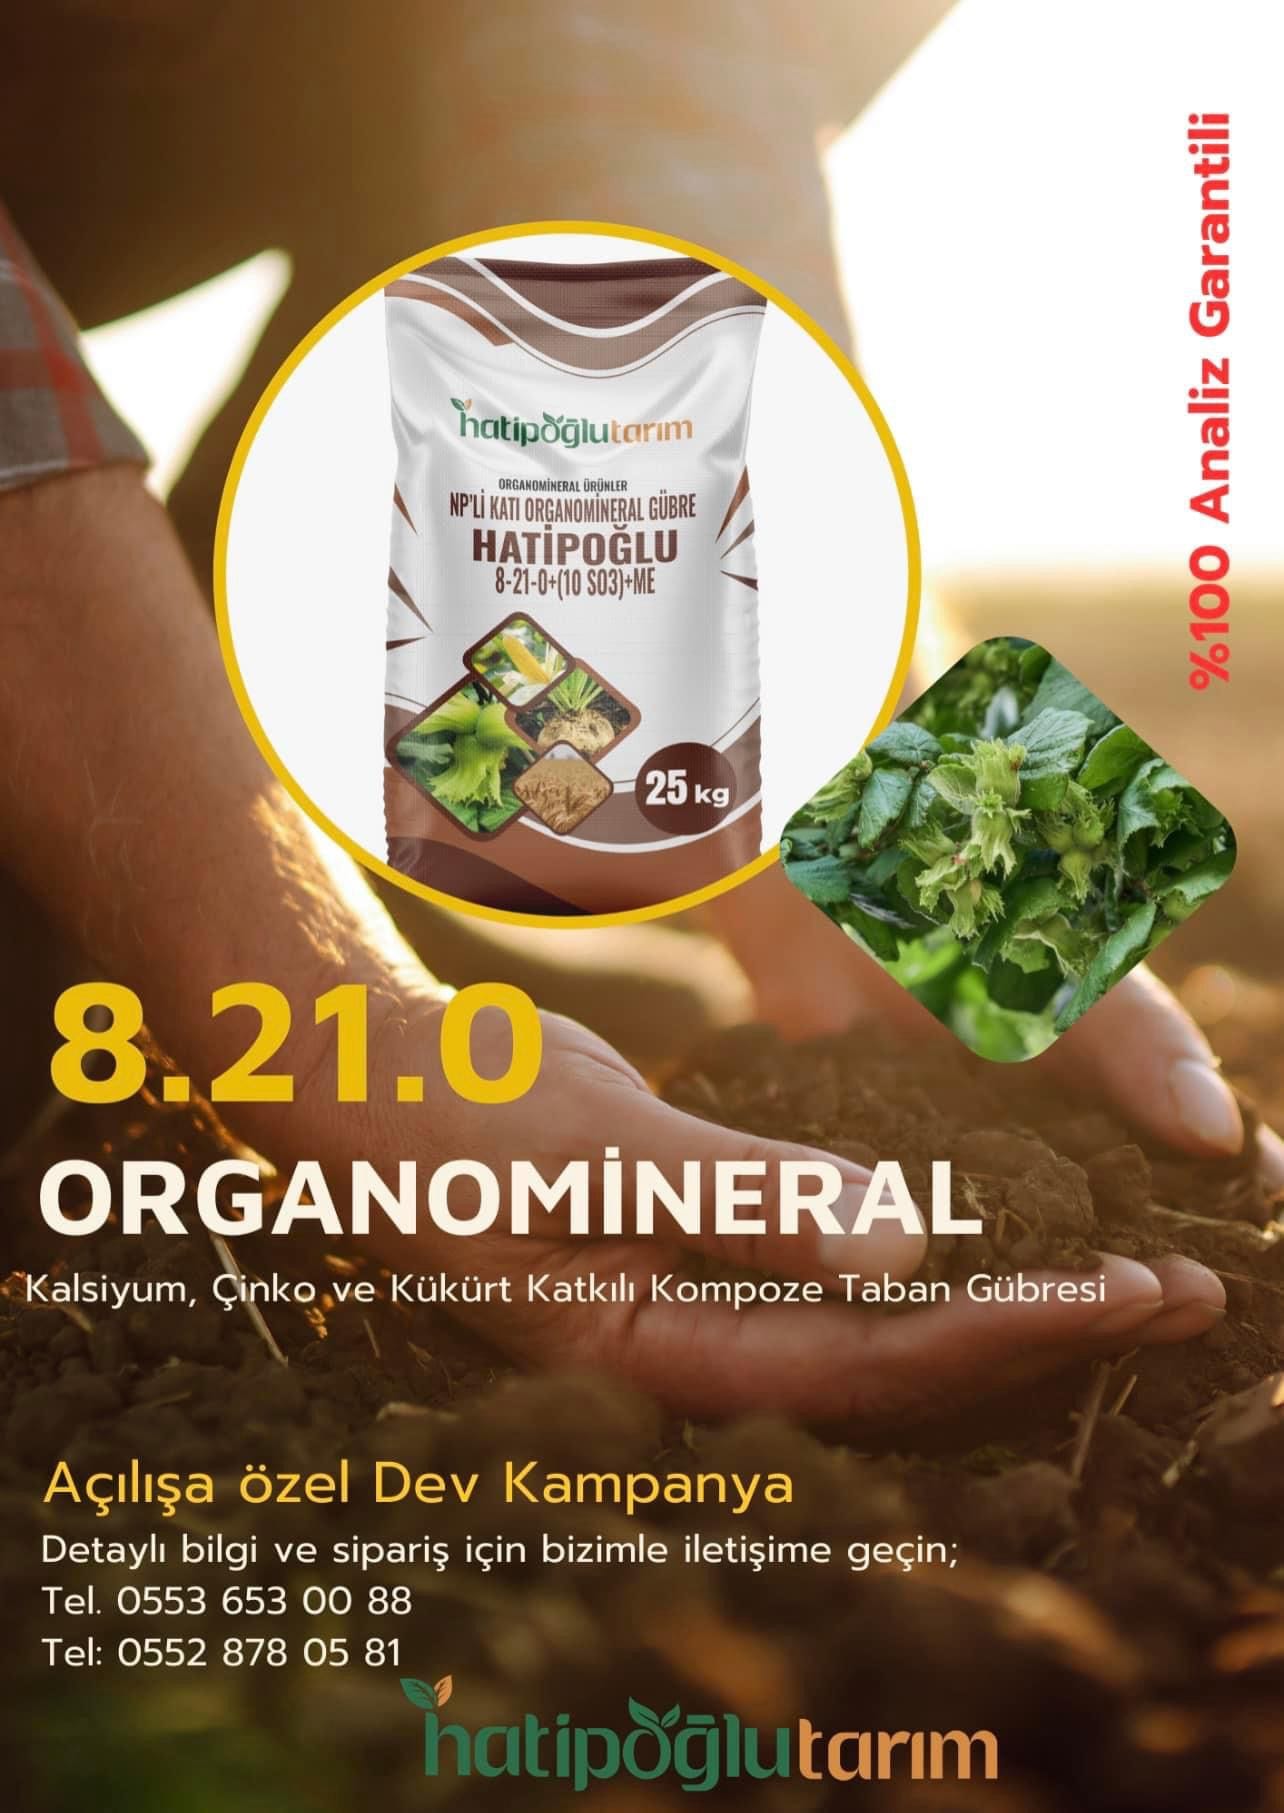 %100 Analiz Garantili
hatipoğlutarım
ORGANOMİNERAL ÜRÜNLER
NP'Lİ KATI ORGANOMİNERAL GÜBRE
HATİPOĞLU
8-21-0+(10 SO3)+ME
25 kg
8.21.0
ORGANOMİNERAL
Kalsiyum, Çinko ve Kükürt Katkılı Kompoze Taban Gübresi
Açılışa özel Dev Kampanya
Detaylı bilgi ve sipariş için bizimle iletişime geçin;
Tel. 0553 653 00 88
Tel: 0552 878 05 81
hatipoğlutarım